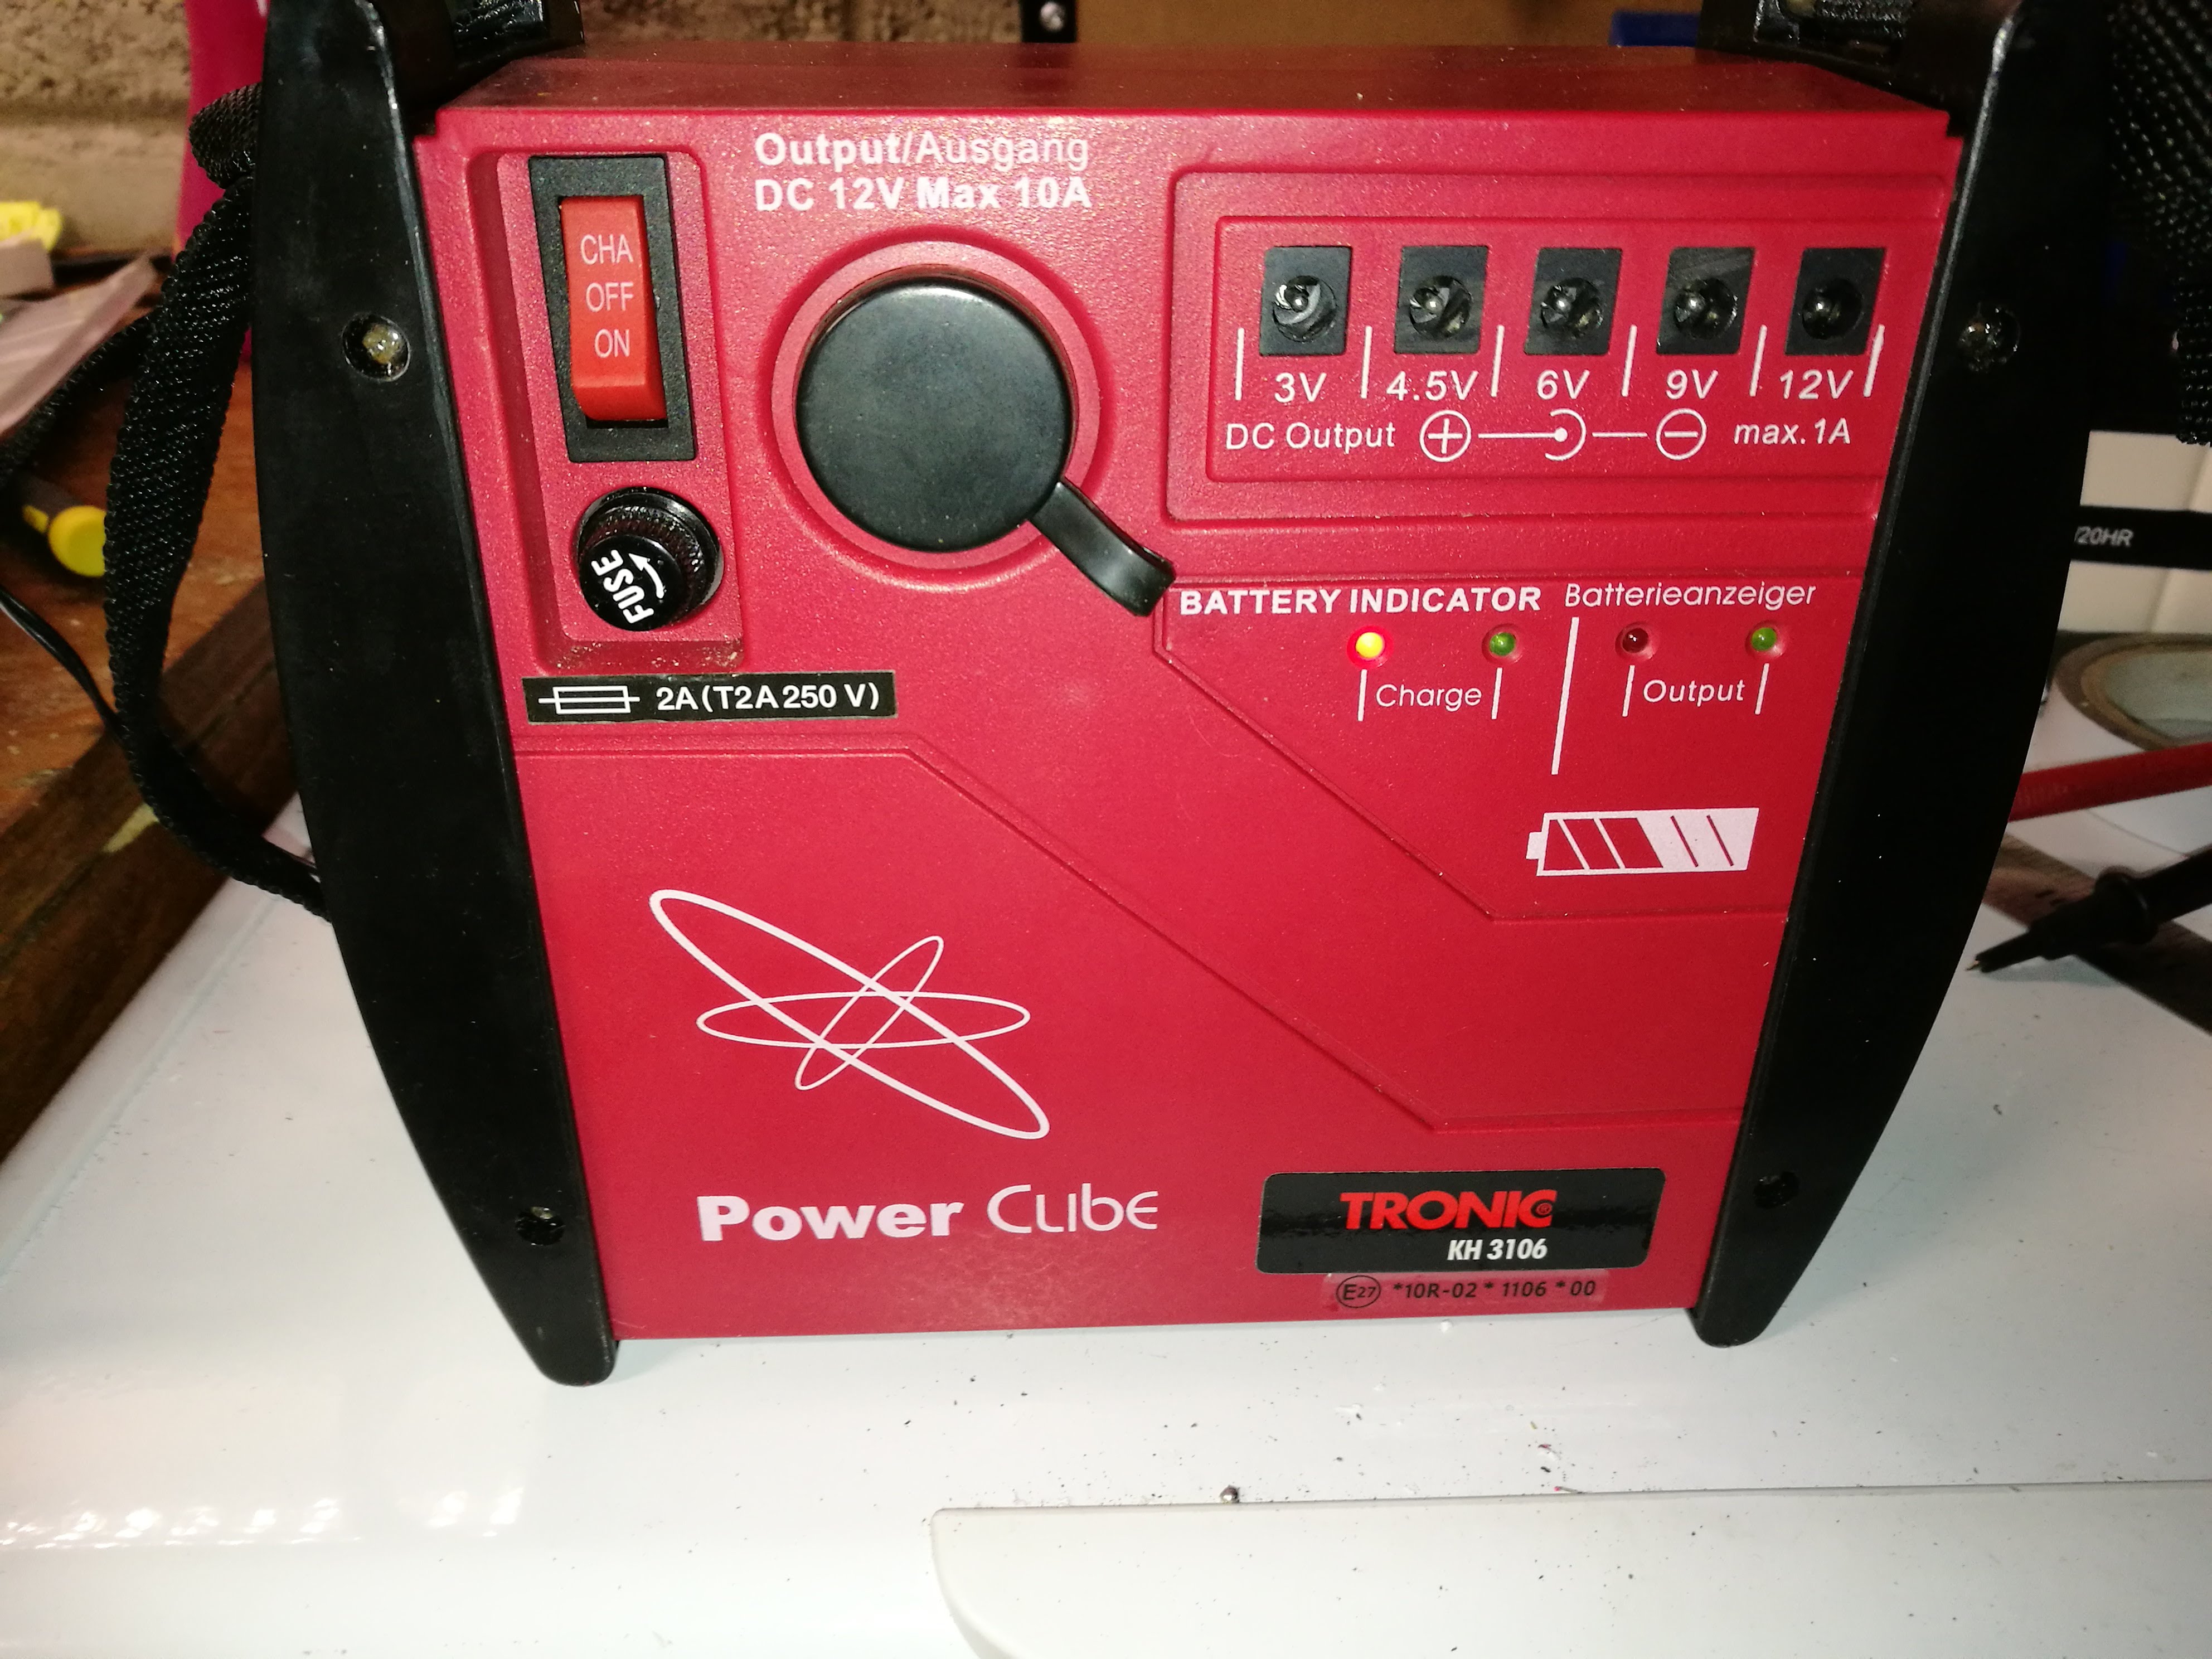 Output/Ausgang
DC 12V Max 10A
CHA
OFF
ON
3V 4.5V 6V 9V 12V
DC Output + − max.1A
FUSE
2A (T2A 250 V)
BATTERY INDICATOR Batterieanzeiger
Charge Output
Power Cube
TRONIC®
KH 3106
E27 *10R-02 * 1106 * 00
/20HR